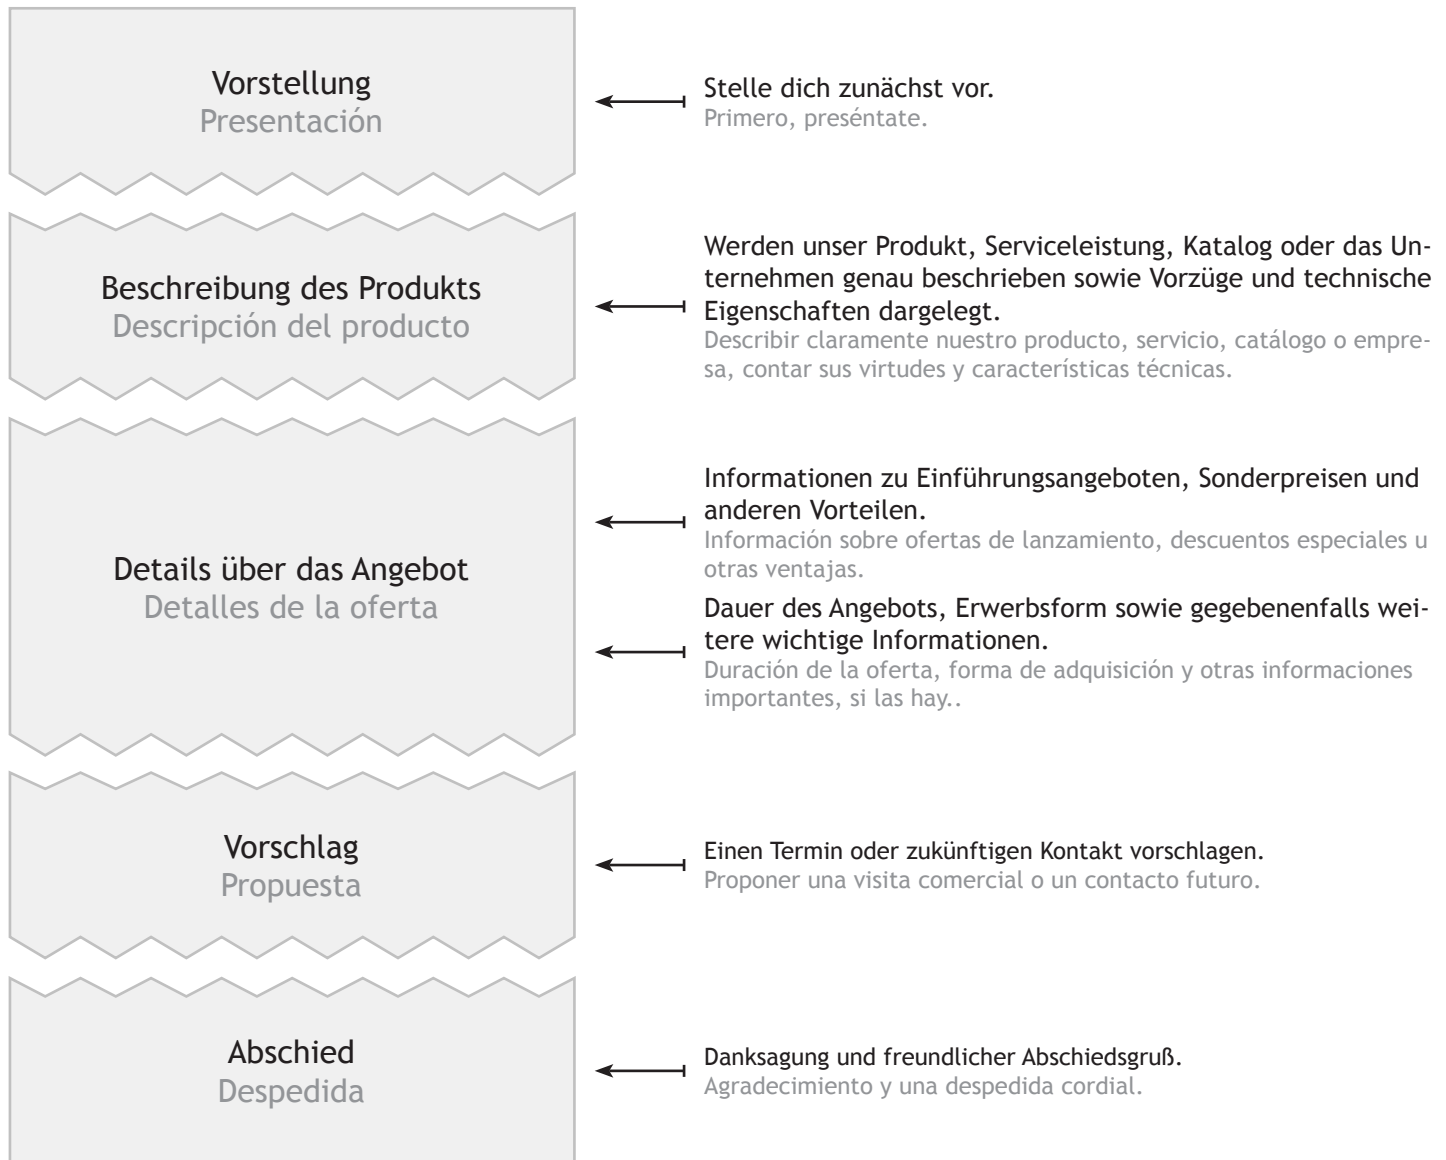 Vorstellung
Presentación
Stelle dich zunächst vor.
Primero, preséntate.
Beschreibung des Produkts
Descripción del producto
Werden unser Produkt, Serviceleistung, Katalog oder das Un-
ternehmen genau beschrieben sowie Vorzüge und technische
Eigenschaften dargelegt.
Describir claramente nuestro producto, servicio, catálogo o empre-
sa, contar sus virtudes y características técnicas.
Details über das Angebot
Detalles de la oferta
Informationen zu Einführungsangeboten, Sonderpreisen und
anderen Vorteilen.
Información sobre ofertas de lanzamiento, descuentos especiales u
otras ventajas.
Dauer des Angebots, Erwerbsform sowie gegebenenfalls wei-
tere wichtige Informationen.
Duración de la oferta, forma de adquisición y otras informaciones
importantes, si las hay..
Vorschlag
Propuesta
Einen Termin oder zukünftigen Kontakt vorschlagen.
Proponer una visita comercial o un contacto futuro.
Abschied
Despedida
Danksagung und freundlicher Abschiedsgruß.
Agradecimiento y una despedida cordial.